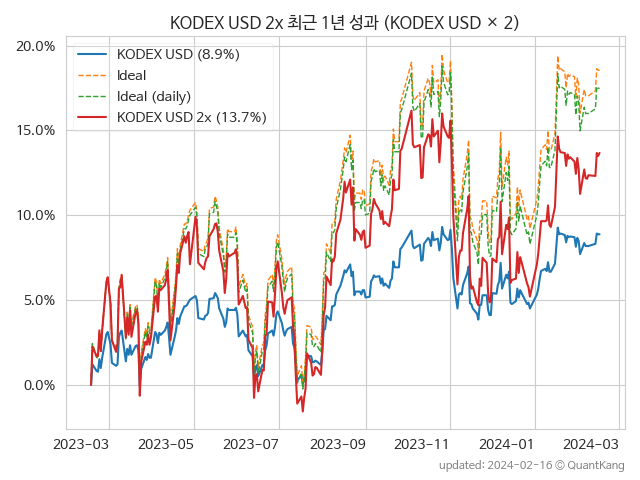 KODEX USD 2x 최근 1년 성과 (KODEX USD × 2)
20.0%
15.0%
10.0%
5.0%
0.0%
KODEX USD (8.9%)
Ideal
Ideal (daily)
KODEX USD 2x (13.7%)
2023−03
2023−05
2023−07
2023−09
2023−11
2024−01
2024−03
updated: 2024-02-16 © QuantKang